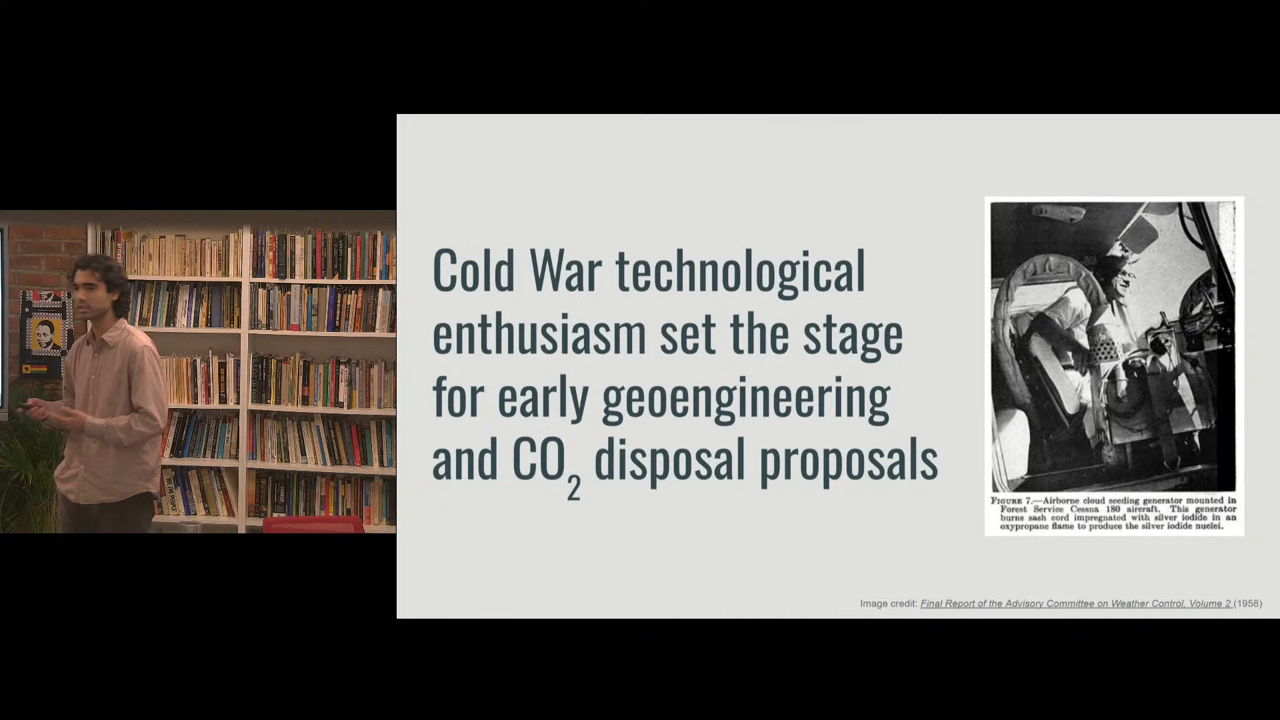 Cold War technological
enthusiasm set the stage
for early geoengineering
and CO₂ disposal proposals
FIGURE 7.—Airborne cloud seeding generator mounted in
Forest Service Cessna 180 aircraft. This generator
burns sash cord impregnated with silver iodide in an
oxypropane flame to produce the silver iodide nuclei.
Image credit: Final Report of the Advisory Committee on Weather Control, Volume 2 (1958)